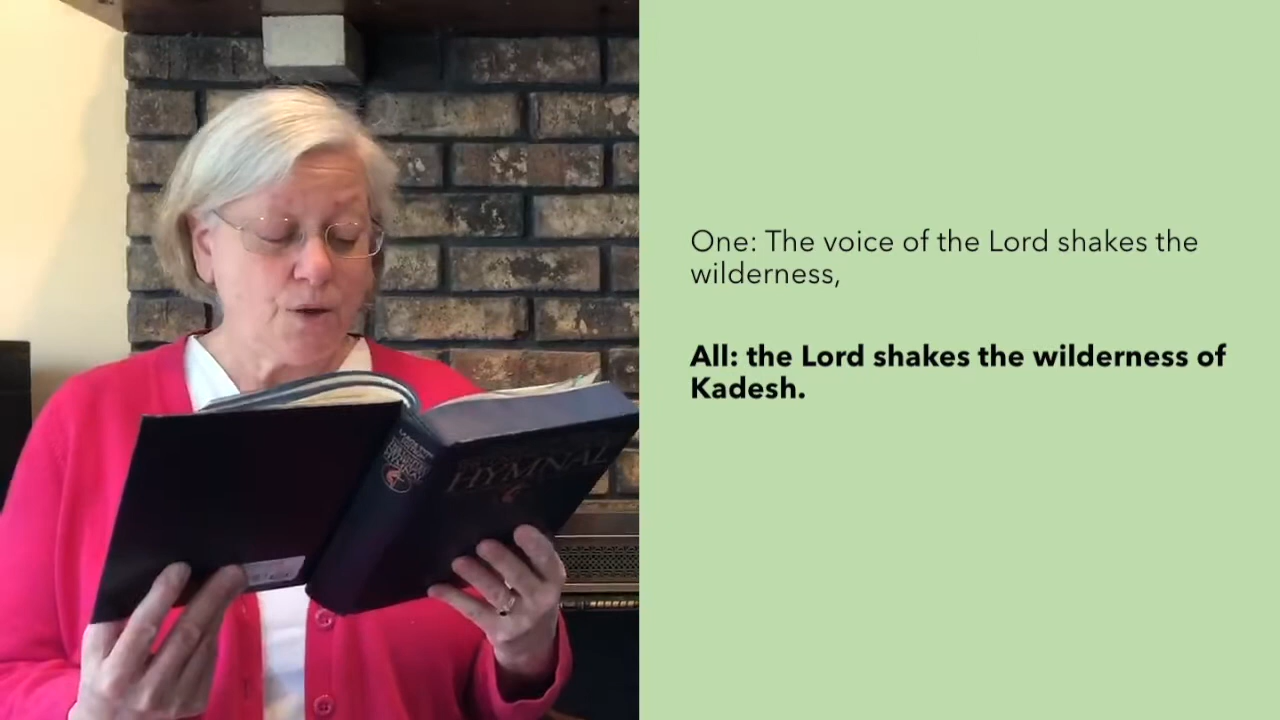 HYMNAL
One: The voice of the Lord shakes the
wilderness,
All: the Lord shakes the wilderness of
Kadesh.